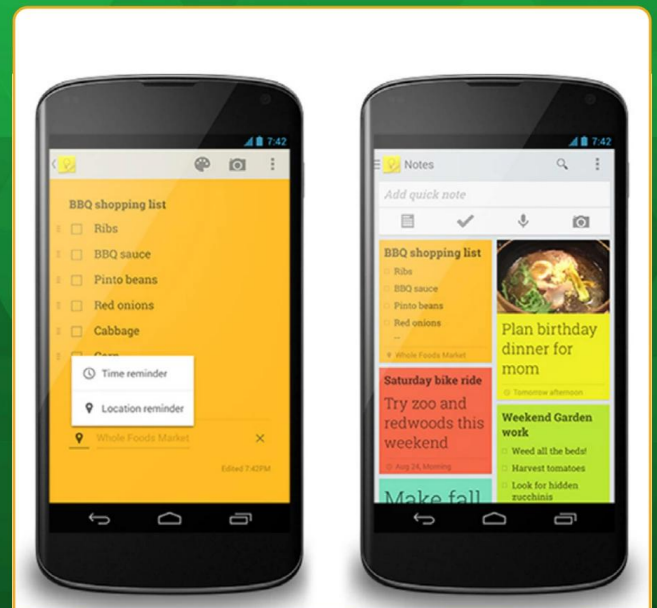 7:42
BBQ shopping list
Ribs
BBQ sauce
Pinto beans
Red onions
Cabbage
Corn
Time reminder
Location reminder
Whole Foods Market
Edited 7:42PM
7:42
Notes
Add quick note
BBQ shopping list
Ribs
BBQ sauce
Pinto beans
Red onions
...
Whole Foods Market
Saturday bike ride
Try zoo and
redwoods this
weekend
Aug 24, Morning
Make fall
Plan birthday
dinner for
mom
Tomorrow afternoon
Weekend Garden
work
Weed all the beds!
Harvest tomatoes
Look for hidden
zucchinis